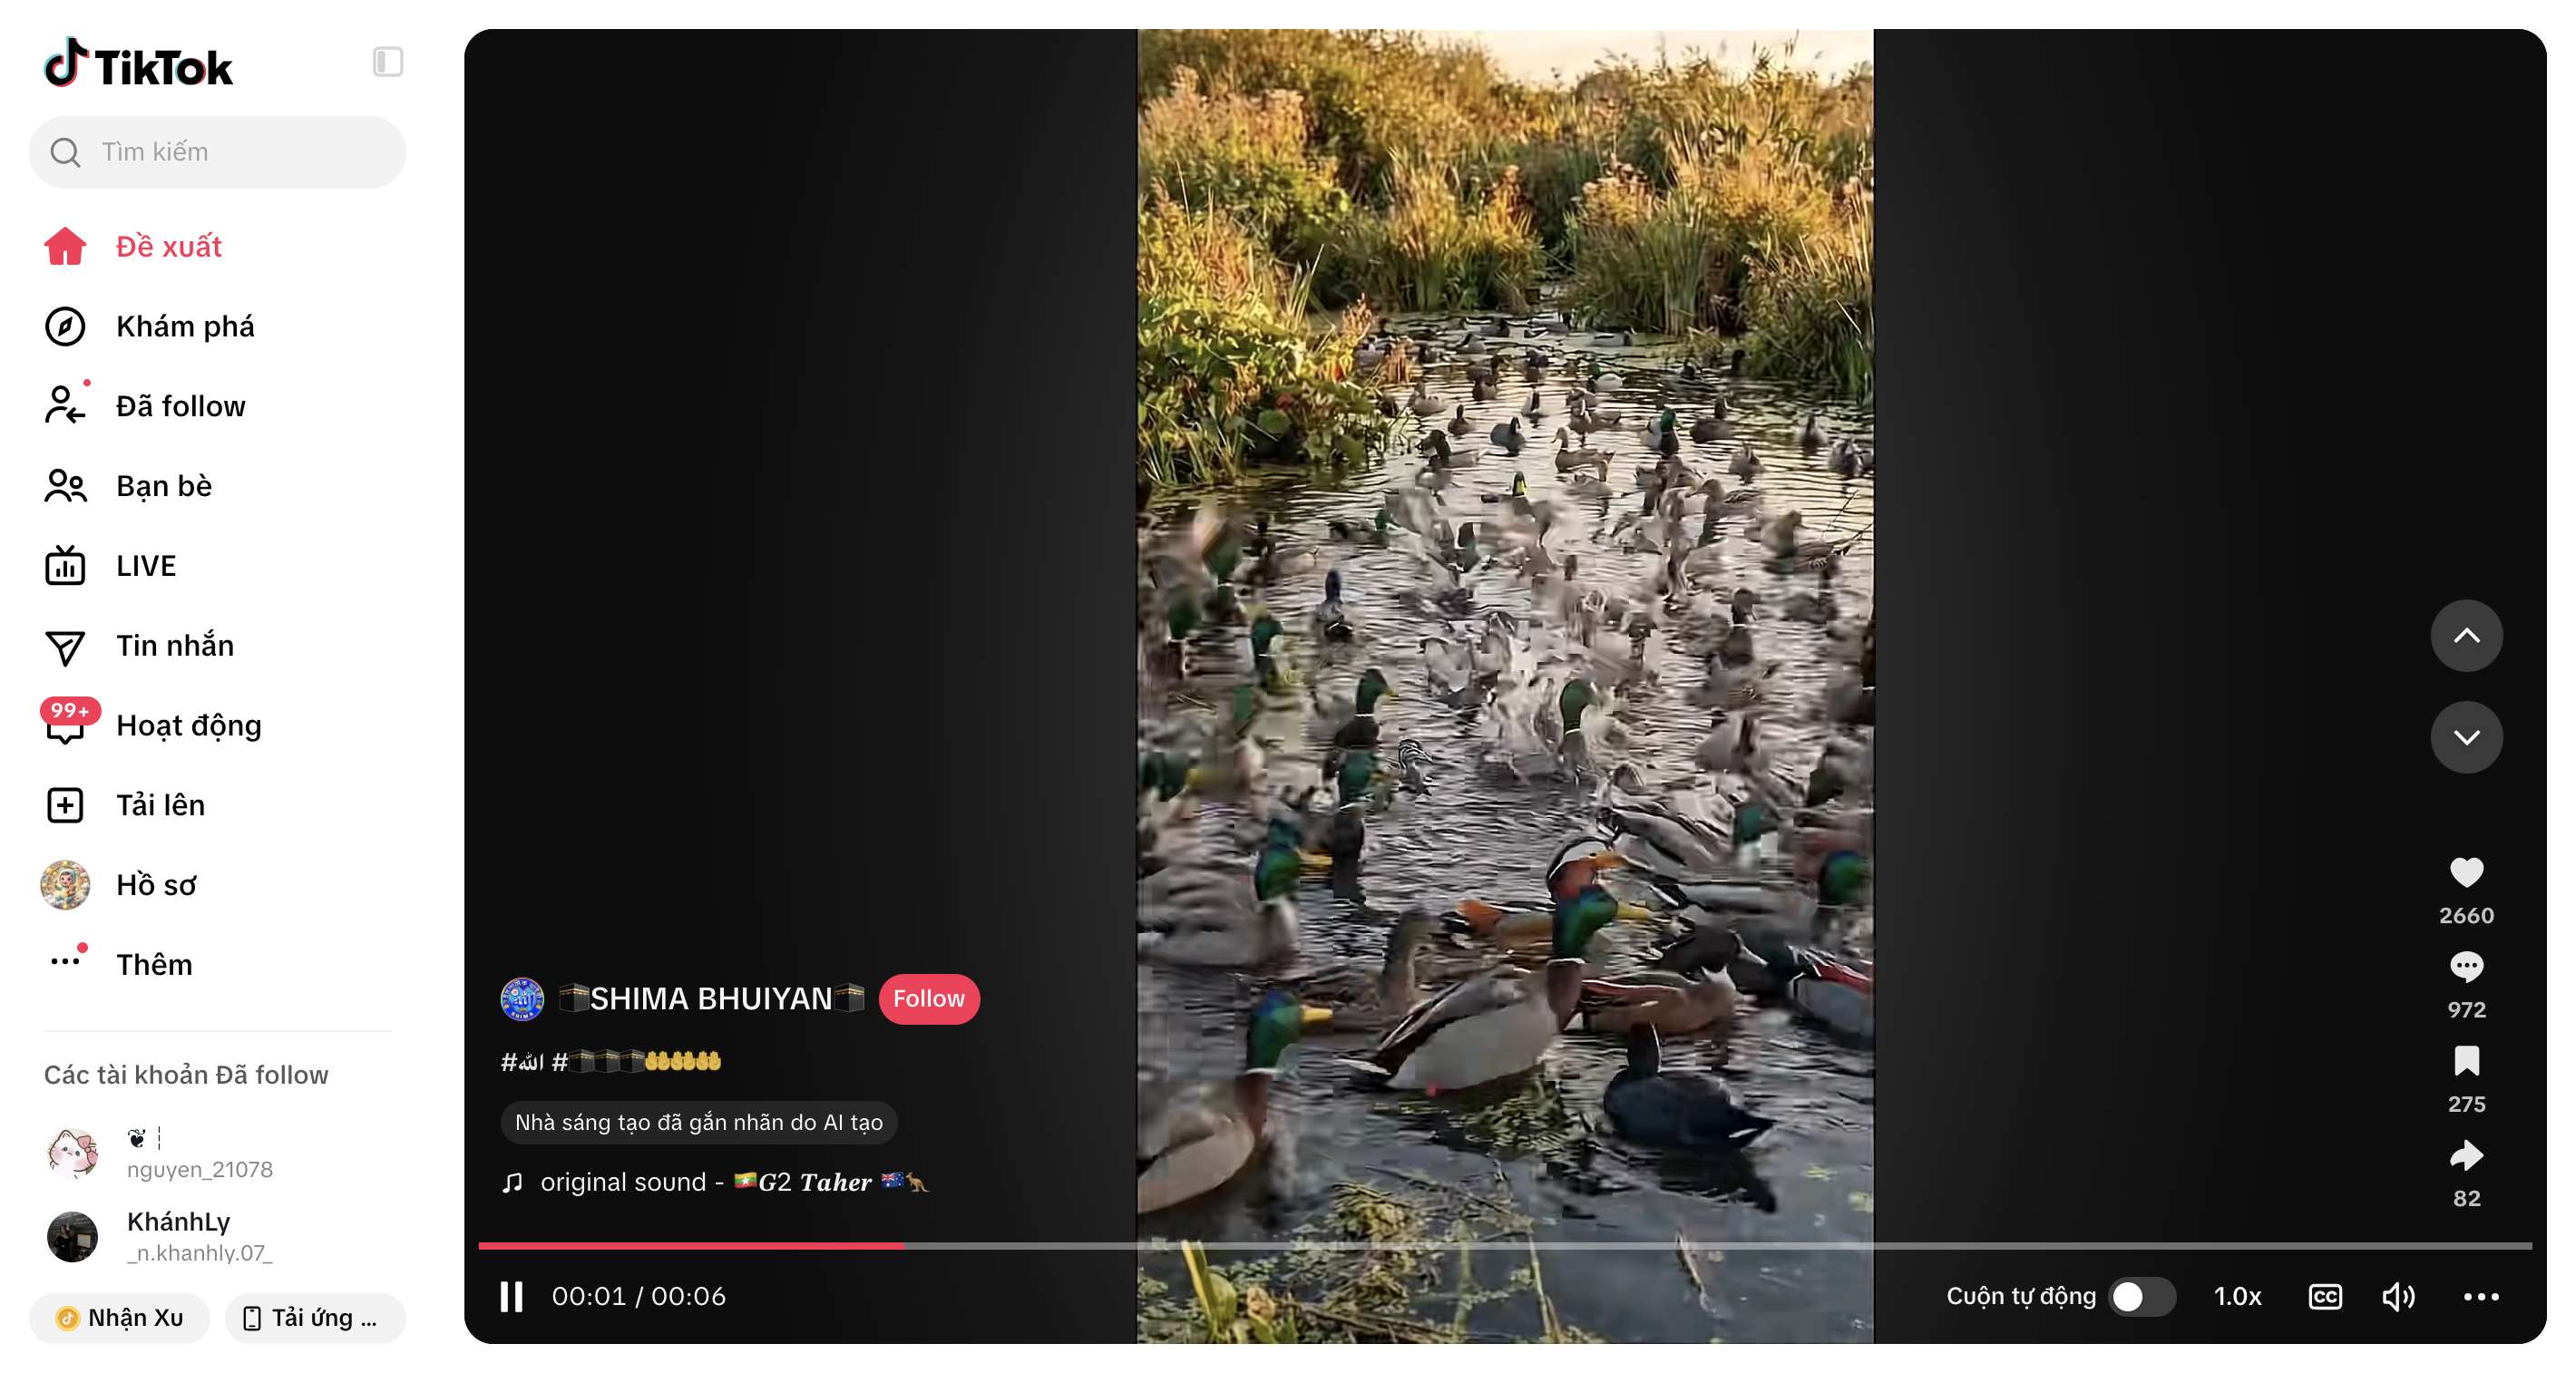 TikTok
Tìm kiếm
Đề xuất
Khám phá
Đã follow
Bạn bè
LIVE
Tin nhắn
99+
Hoạt động
Tải lên
Hồ sơ
Thêm
Các tài khoản Đã follow
❦ ┊
nguyen_21078
KhánhLy
_n.khanhly.07_
Nhận Xu
Tải ứng ...
🕋SHIMA BHUIYAN🕋 Follow
#الله #🕋🕋🕋🤲🤲🤲
Nhà sáng tạo đã gắn nhãn do AI tạo
original sound - 🇲🇲𝑮2 𝑻𝒂𝒉𝒆𝒓 🇦🇺🦘
00:01 / 00:06
2660
972
275
82
Cuộn tự động
1.0x
CC